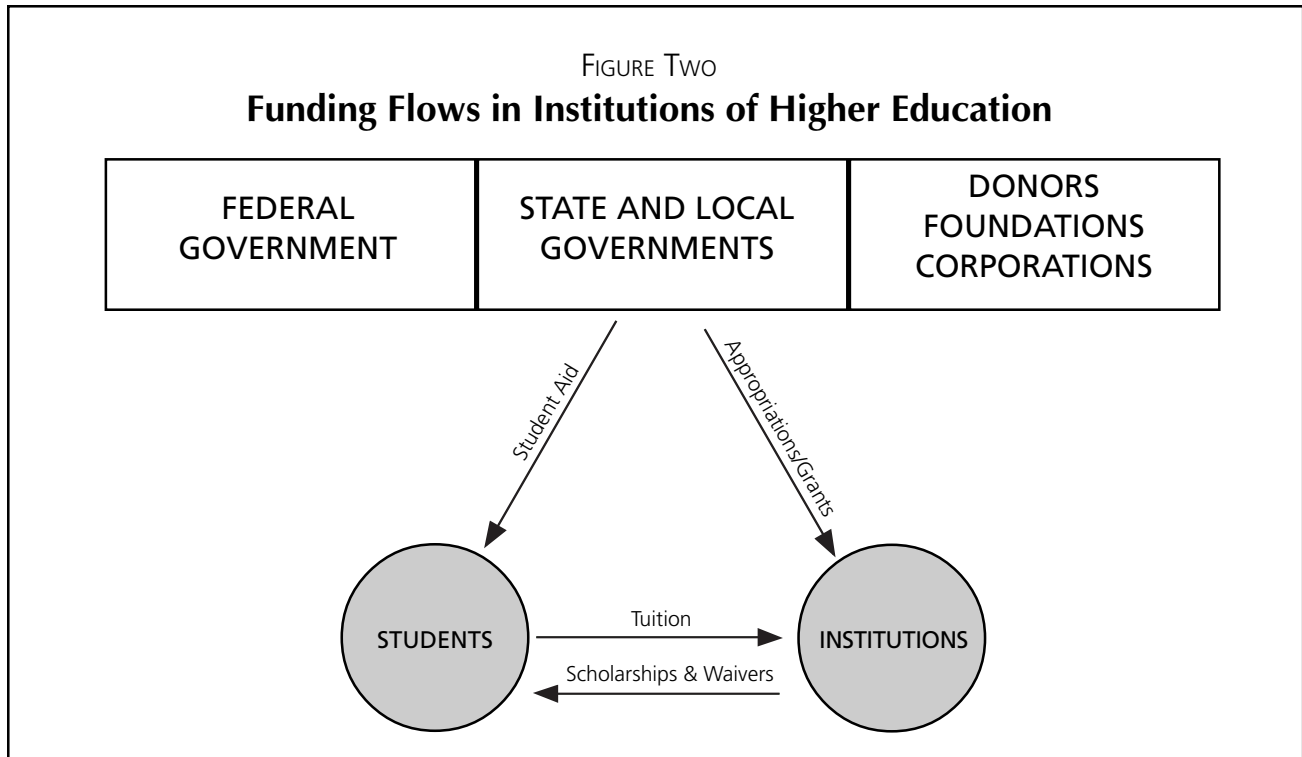 FIGURE TWO
Funding Flows in Institutions of Higher Education
FEDERAL
GOVERNMENT
STATE AND LOCAL
GOVERNMENTS
DONORS
FOUNDATIONS
CORPORATIONS
Student Aid
Appropriations/Grants
STUDENTS
Tuition
Scholarships & Waivers
INSTITUTIONS